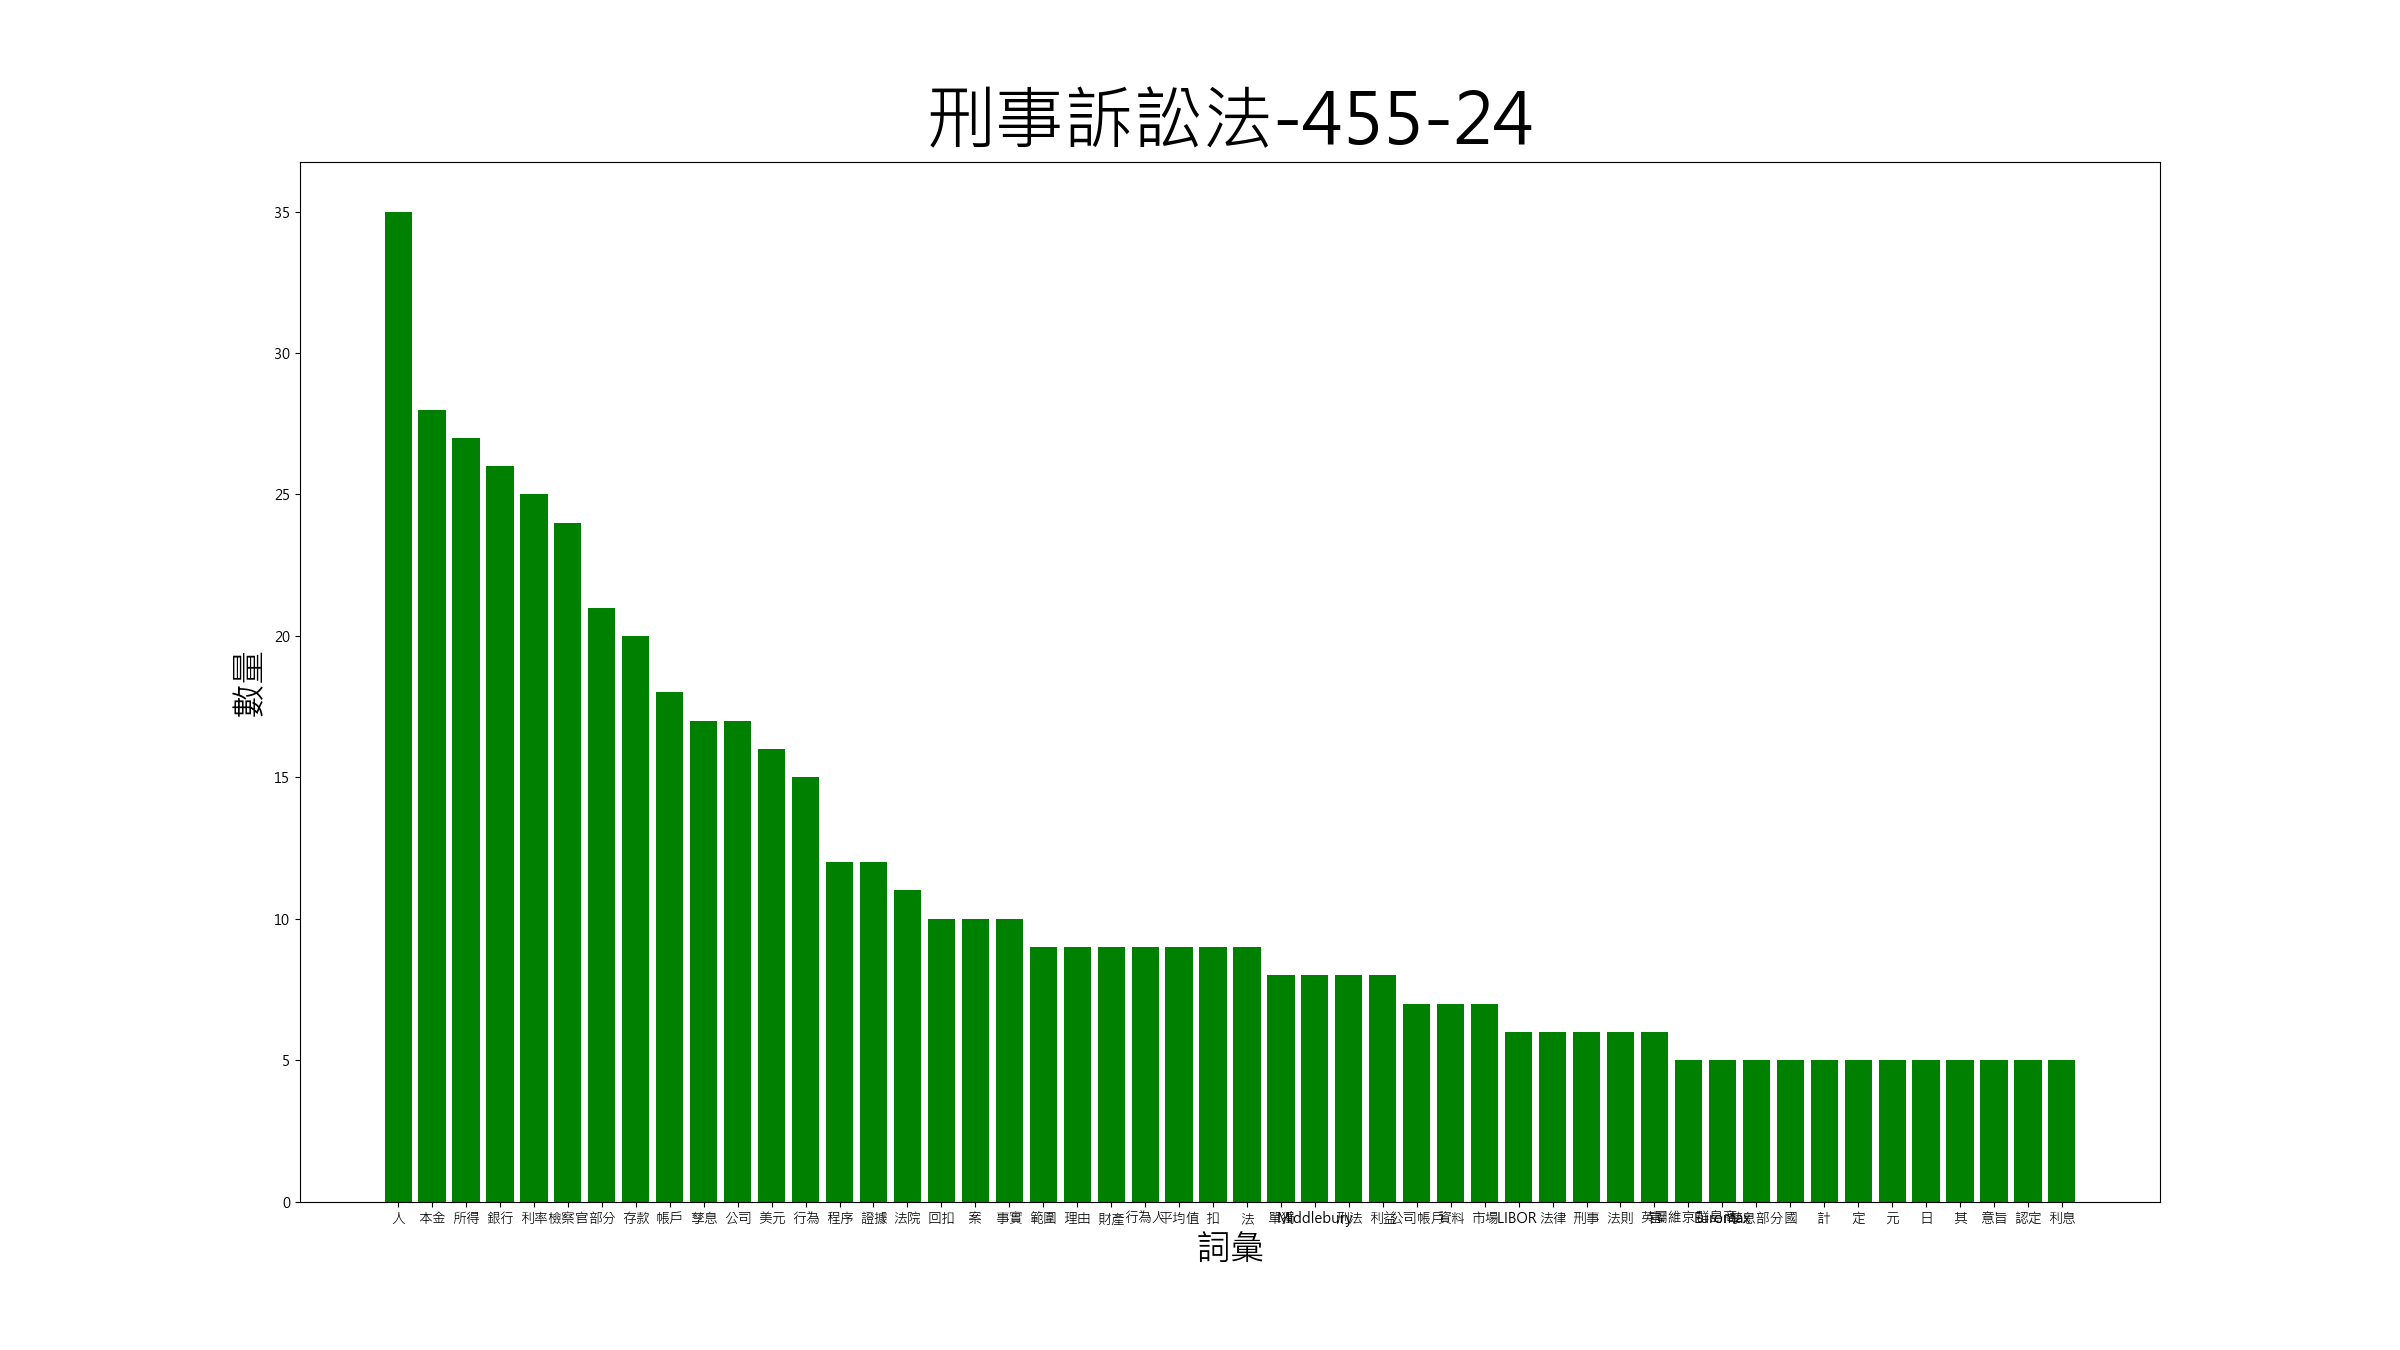 刑事訴訟法-455-24
35
30
25
20
15
10
5
0
數量
人 本金 所得 銀行 利率 檢察官 部分 存款 帳戶 孳息 公司 美元 行為 程序 證據 法院 回扣 案 事實 範圍 理由 財產 行為人 平均值 扣 法 Middlebury 刑法 利益 公司帳戶 資料 市場 LIBOR 法律 刑事 法則 國 計 定 元 日 其 意旨 認定 利息
詞彙